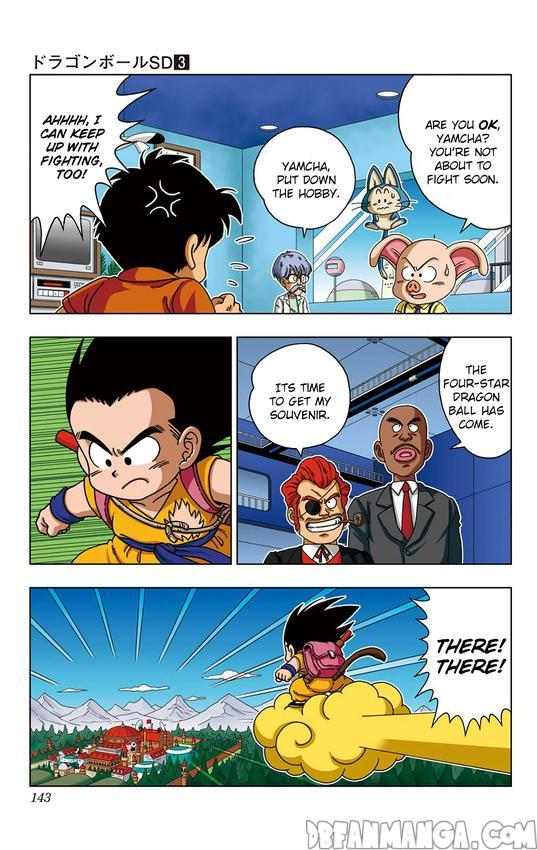 ドラゴンボールSD 3
ARE YOU OK,
YAMCHA?
YOU'RE NOT
ABOUT TO
FIGHT SOON.
YAMCHA,
PUT DOWN
THE HOBBY.
AHHHH, I
CAN KEEP
UP WITH
FIGHTING,
TOO!
THE
FOUR-STAR
DRAGON
BALL HAS
COME.
ITS TIME
TO GET MY
SOUVENIR.
THERE!
THERE!
143
DBFANMANGA.COM